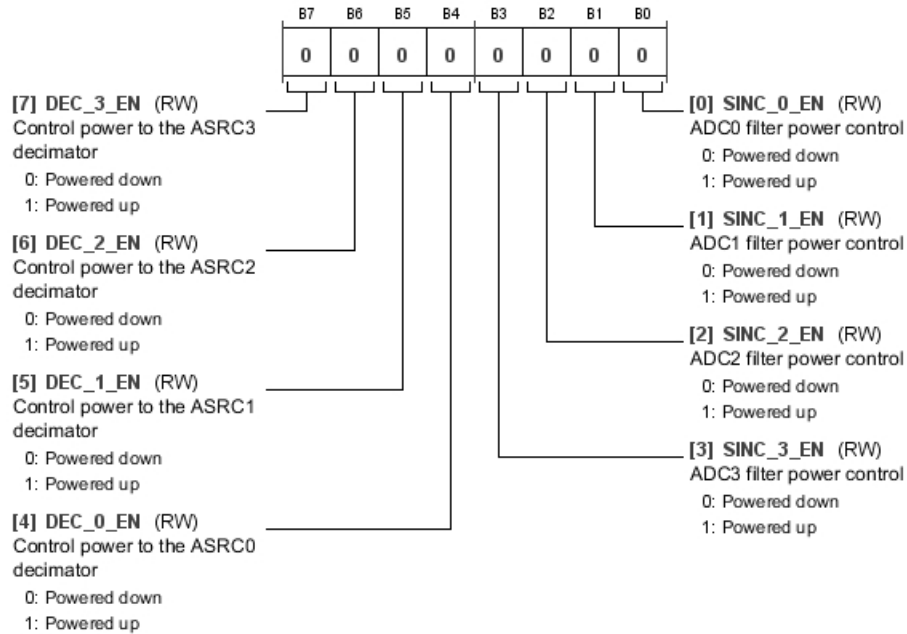 B7 B6 B5 B4 B3 B2 B1 B0
0 0 0 0 0 0 0 0
[7] DEC_3_EN (RW)
Control power to the ASRC3
decimator
0: Powered down
1: Powered up
[6] DEC_2_EN (RW)
Control power to the ASRC2
decimator
0: Powered down
1: Powered up
[5] DEC_1_EN (RW)
Control power to the ASRC1
decimator
0: Powered down
1: Powered up
[4] DEC_0_EN (RW)
Control power to the ASRC0
decimator
0: Powered down
1: Powered up
[0] SINC_0_EN (RW)
ADC0 filter power control
0: Powered down
1: Powered up
[1] SINC_1_EN (RW)
ADC1 filter power control
0: Powered down
1: Powered up
[2] SINC_2_EN (RW)
ADC2 filter power control
0: Powered down
1: Powered up
[3] SINC_3_EN (RW)
ADC3 filter power control
0: Powered down
1: Powered up